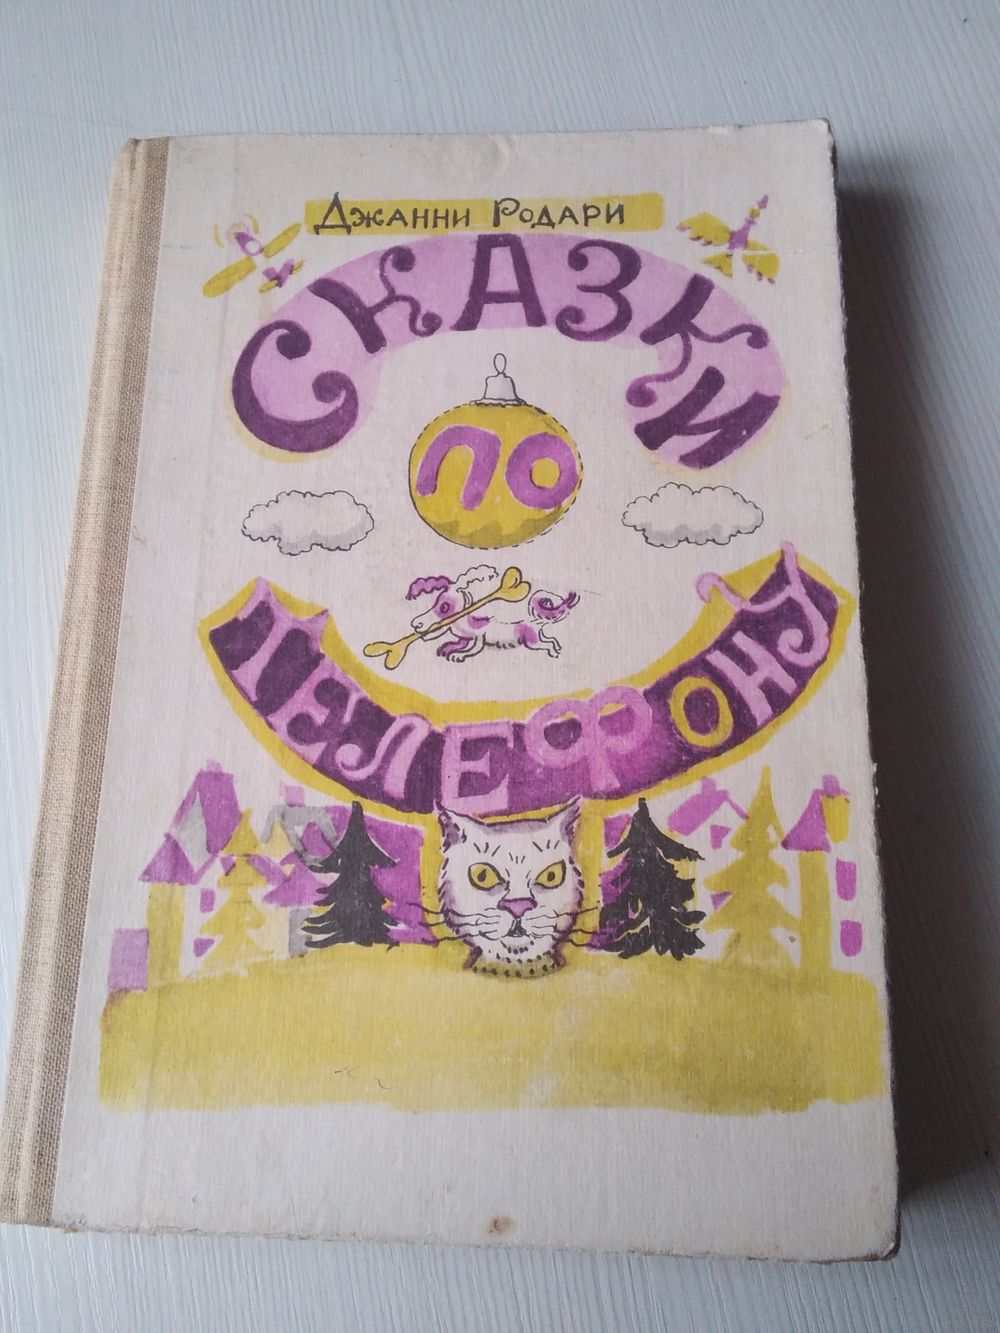 Джанни Родари
Сказки
по
телефону